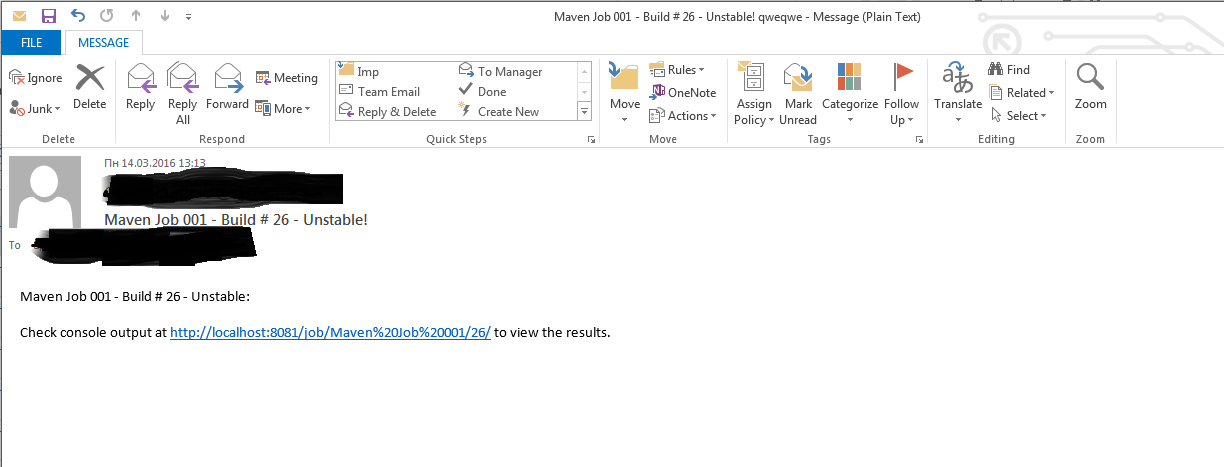 Maven Job 001 - Build # 26 - Unstable! qweqwe - Message (Plain Text)
FILE
MESSAGE
Ignore
Junk
Delete
Delete
Reply
Reply All
Forward
Meeting
More
Respond
Imp
Team Email
Reply & Delete
To Manager
Done
Create New
Quick Steps
Move
Rules
OneNote
Actions
Move
Assign Policy
Mark Unread
Categorize
Follow Up
Tags
Translate
Find
Related
Select
Editing
Zoom
Zoom
Пн 14.03.2016 13:13
Maven Job 001 - Build # 26 - Unstable!
To
Maven Job 001 - Build # 26 - Unstable:
Check console output at http://localhost:8081/job/Maven%20Job%20001/26/ to view the results.